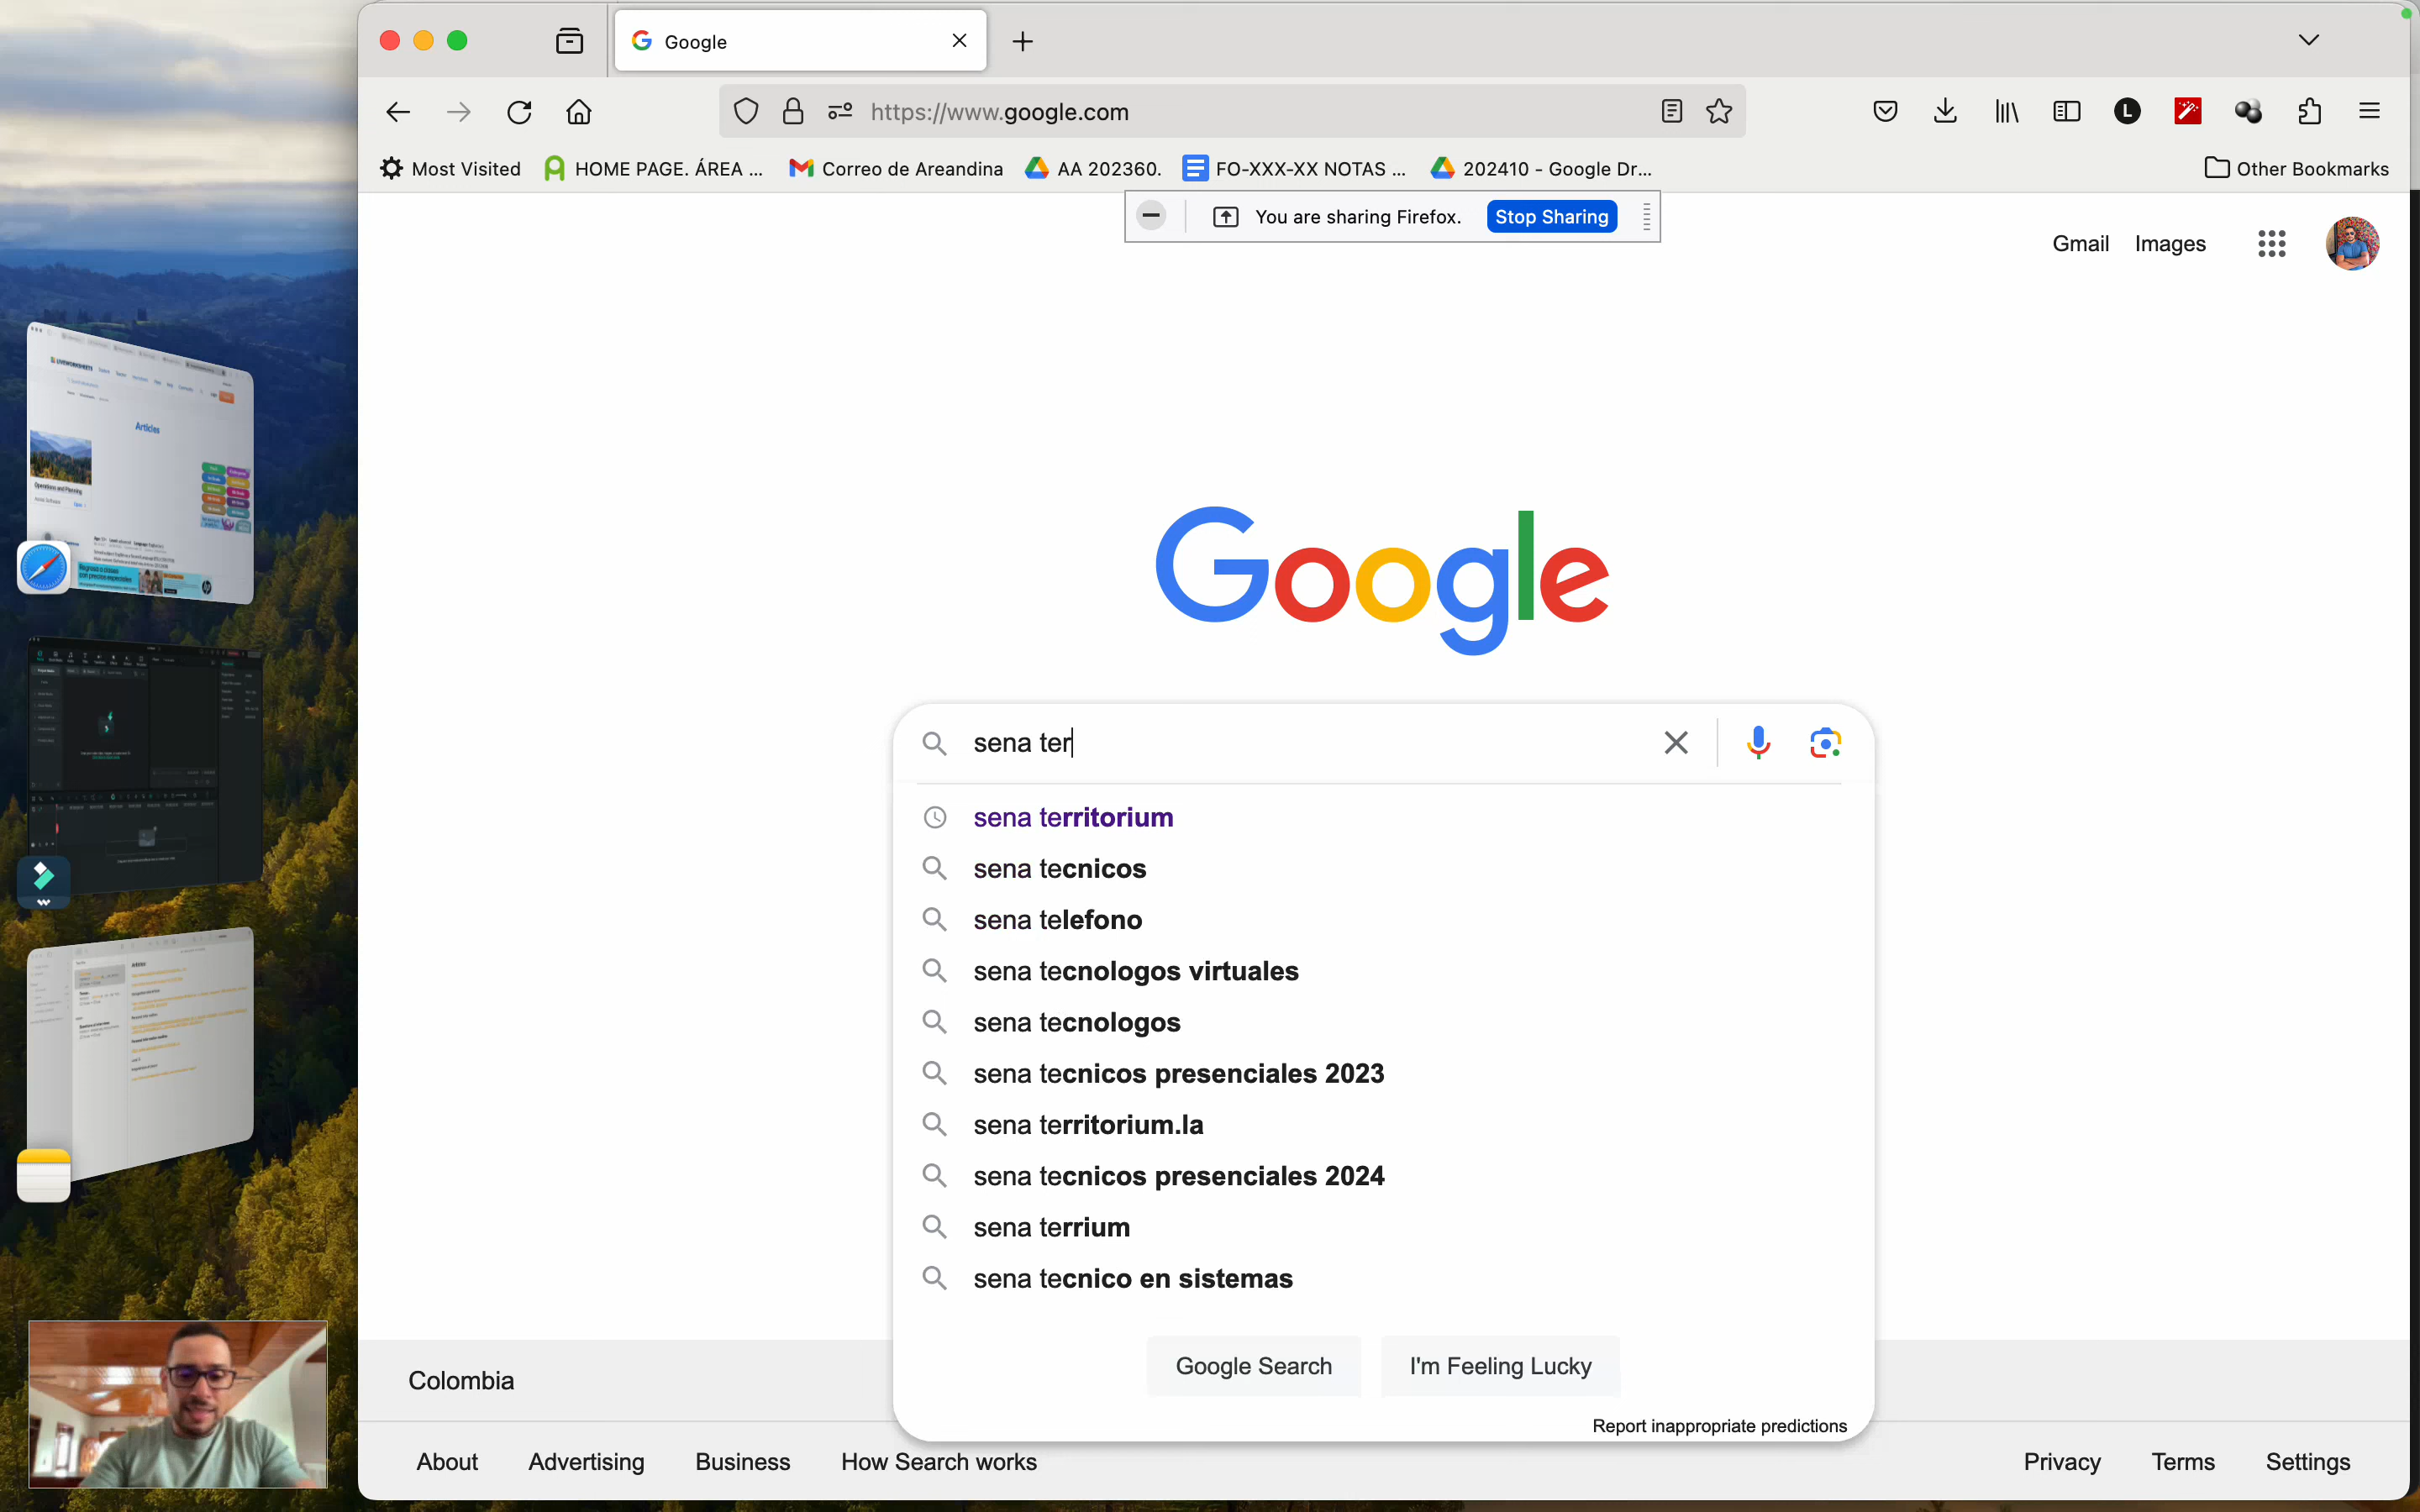 Google
https://www.google.com
L
Most Visited
HOME PAGE. ÁREA ...
Correo de Areandina
AA 202360.
FO-XXX-XX NOTAS ...
202410 - Google Dr...
Other Bookmarks
You are sharing Firefox.
Stop Sharing
Gmail
Images
Articles
Google
sena ter
sena territorium
sena tecnicos
sena telefono
sena tecnologos virtuales
sena tecnologos
sena tecnicos presenciales 2023
sena territorium.la
sena tecnicos presenciales 2024
sena terrium
sena tecnico en sistemas
Google Search
I'm Feeling Lucky
Report inappropriate predictions
Colombia
About
Advertising
Business
How Search works
Privacy
Terms
Settings